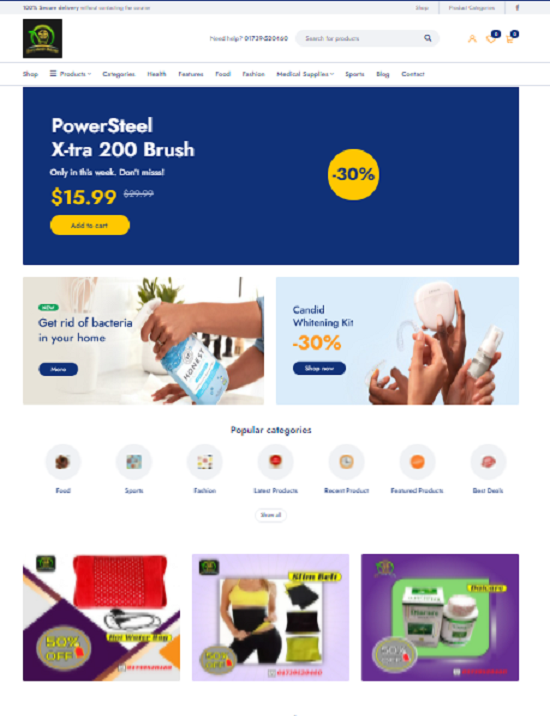 100% Secure delivery without contacting the courier
Shop
Product Categories
Need help? 01739-520460
Search for products
0
0
Shop
Products
Categories
Health
Features
Food
Fashion
Medical Supplies
Sports
Blog
Contact
PowerSteel
X-tra 200 Brush
Only in this week. Don't misss!
$15.99 $29.99
Add to cart
-30%
NEW
Get rid of bacteria
in your home
More
HONEST
Candid
Whitening Kit
-30%
Shop now
Popular categories
Food
Sports
Fashion
Latest Products
Recent Product
Featured Products
Best Deals
Show all
Hot Water Bag
50%
OFF
Slim Belt
50%
OFF
50%
OFF